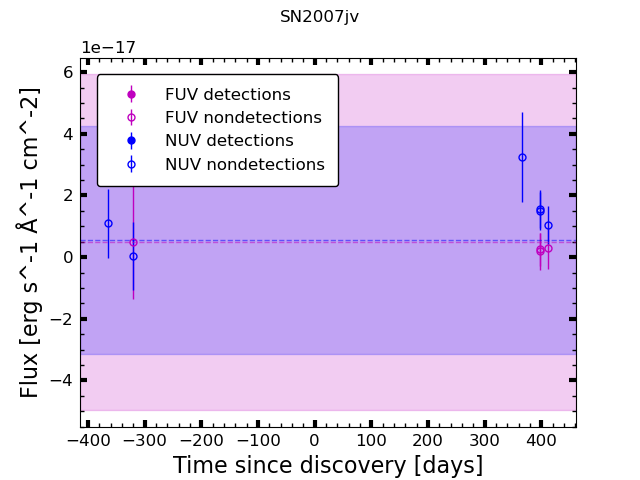 SN2007jv
1e−17
FUV detections
FUV nondetections
NUV detections
NUV nondetections
6
4
2
0
−2
−4
Flux [erg s^-1 Å^-1 cm^-2]
−400 −300 −200 −100 0 100 200 300 400
Time since discovery [days]